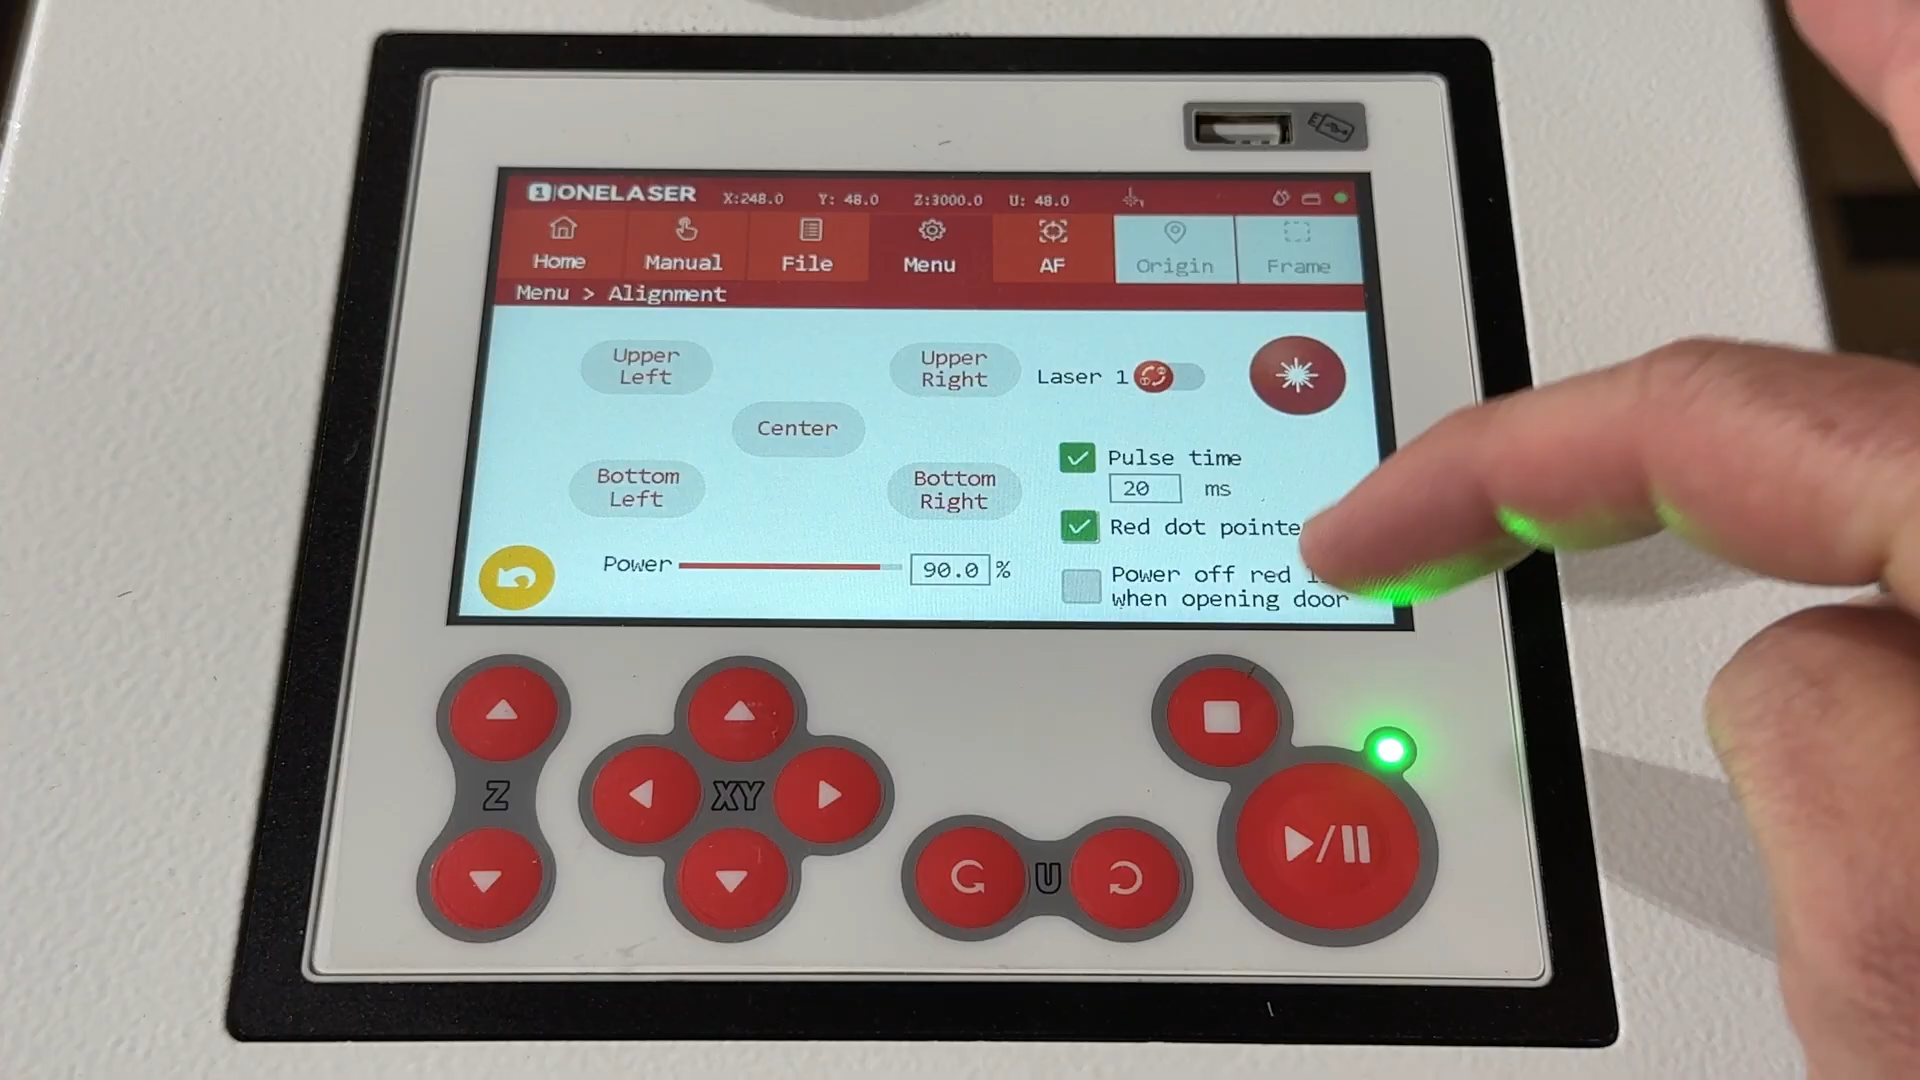 1 ONELASER X:248.0 Y: 48.0 Z:3000.0 U: 48.0
Home Manual File Menu AF Origin Frame
Menu > Alignment
Upper
Left
Upper
Right
Laser 1
Center
Pulse time
20 ms
Bottom
Left
Bottom
Right
Red dot pointe
Power 90.0 %
Power off red
when opening door
Z
XY
U